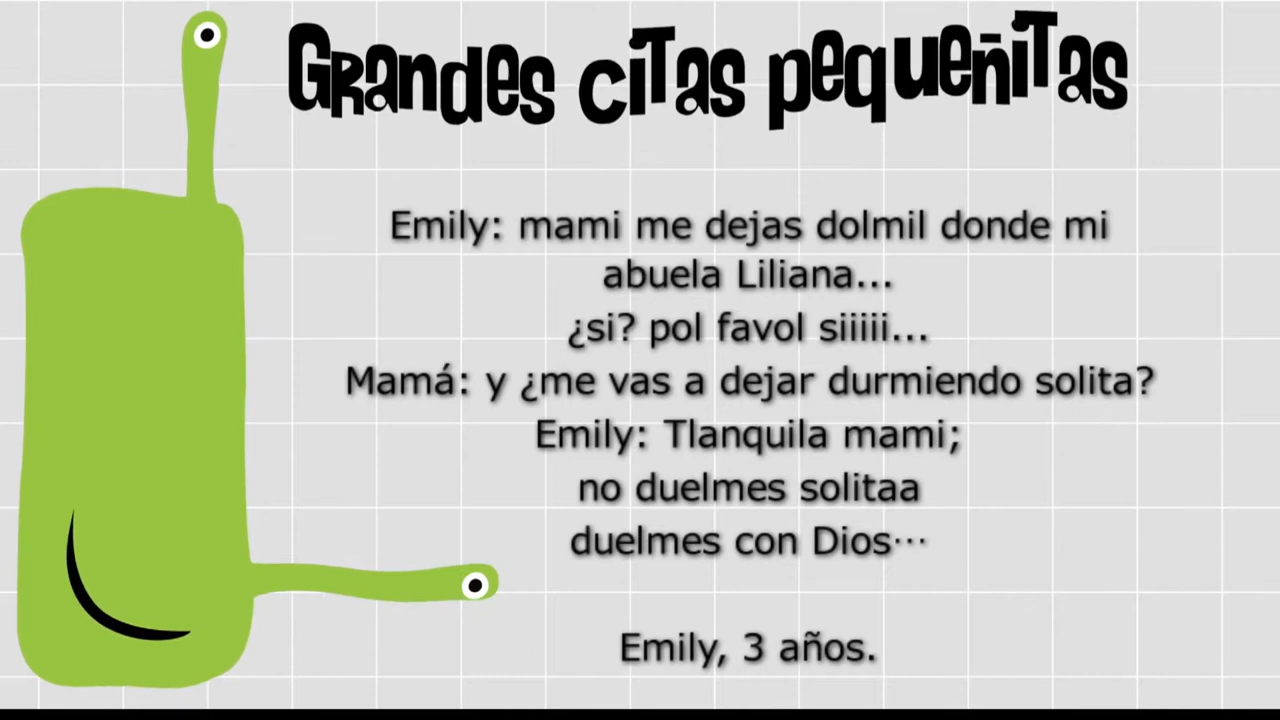 Grandes citas pequeñitas
Emily: mami me dejas dolmil donde mi
abuela Liliana...
¿si? pol favol siiiii...
Mamá: y ¿me vas a dejar durmiendo solita?
Emily: Tlanquila mami;
no duelmes solitaa
duelmes con Dios···
Emily, 3 años.